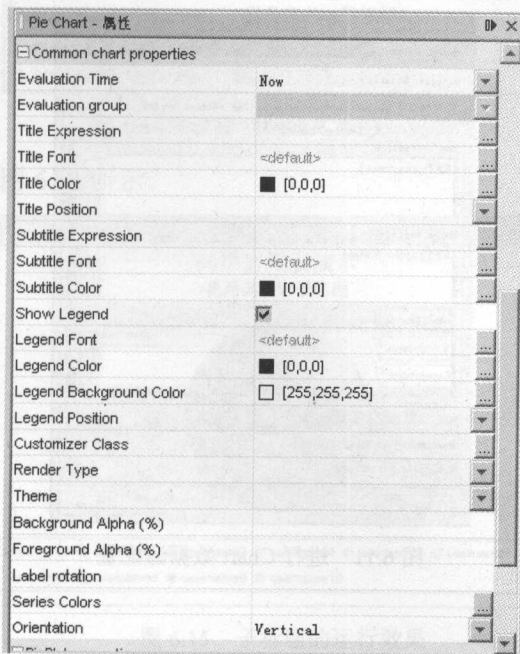 Pie Chart - 属性
Common chart properties
Evaluation Time Now
Evaluation group
Title Expression
Title Font <default>
Title Color [0,0,0]
Title Position
Subtitle Expression
Subtitle Font <default>
Subtitle Color [0,0,0]
Show Legend
Legend Font <default>
Legend Color [0,0,0]
Legend Background Color [255,255,255]
Legend Position
Customizer Class
Render Type
Theme
Background Alpha (%)
Foreground Alpha (%)
Label rotation
Series Colors
Orientation Vertical